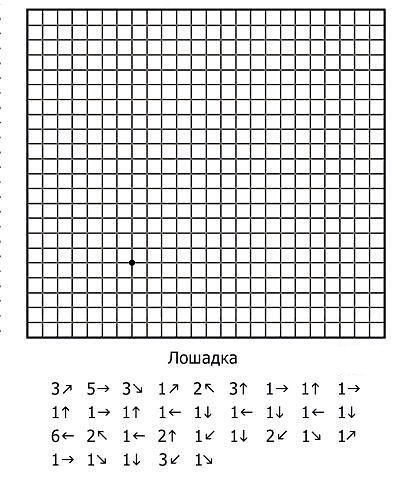 Лошадка
3↗ 5→ 3↘ 1↗ 2↖ 3↑ 1→ 1↑ 1→
1↑ 1→ 1↑ 1← 1↓ 1← 1↓ 1← 1↓
6← 2↖ 1← 2↑ 1↙ 1↓ 2↙ 1↘ 1↗
1→ 1↘ 1↓ 3↙ 1↘